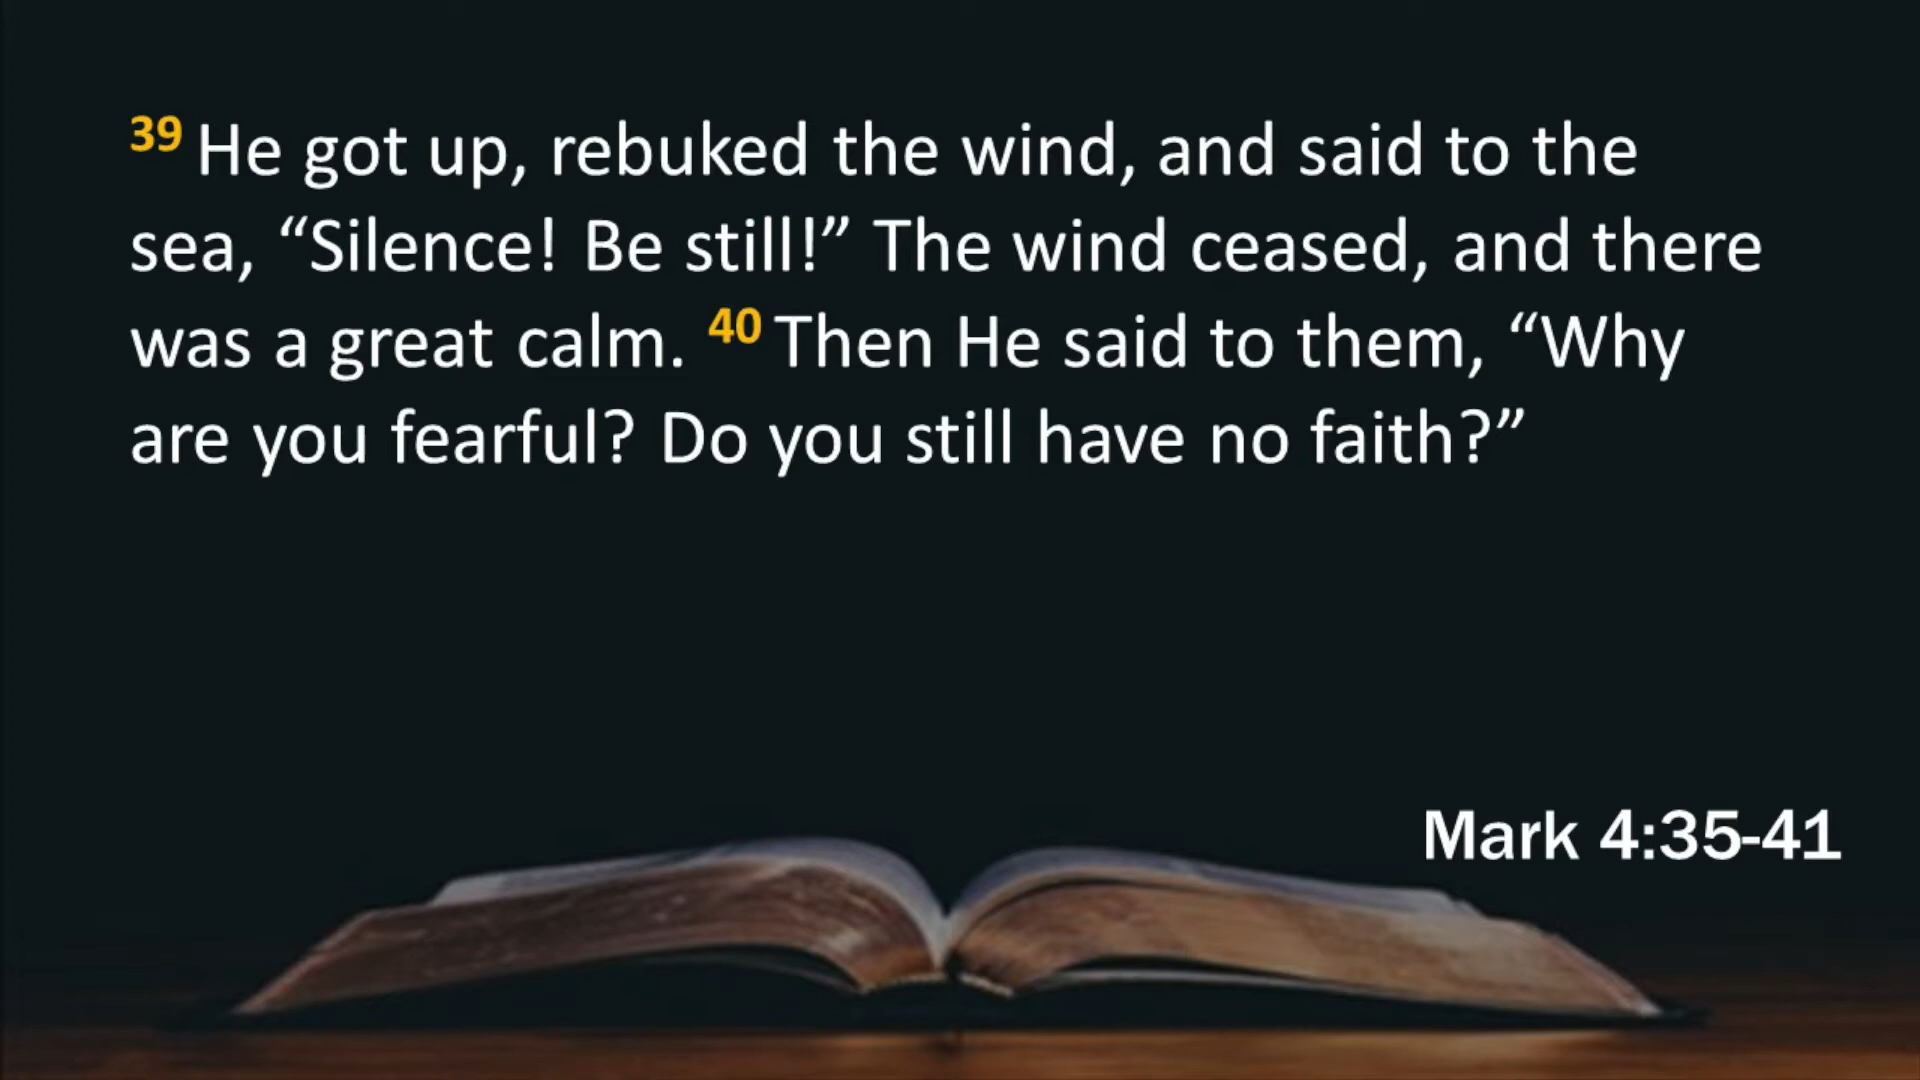 39 He got up, rebuked the wind, and said to the
sea, “Silence! Be still!” The wind ceased, and there
was a great calm. 40 Then He said to them, “Why
are you fearful? Do you still have no faith?”
Mark 4:35-41